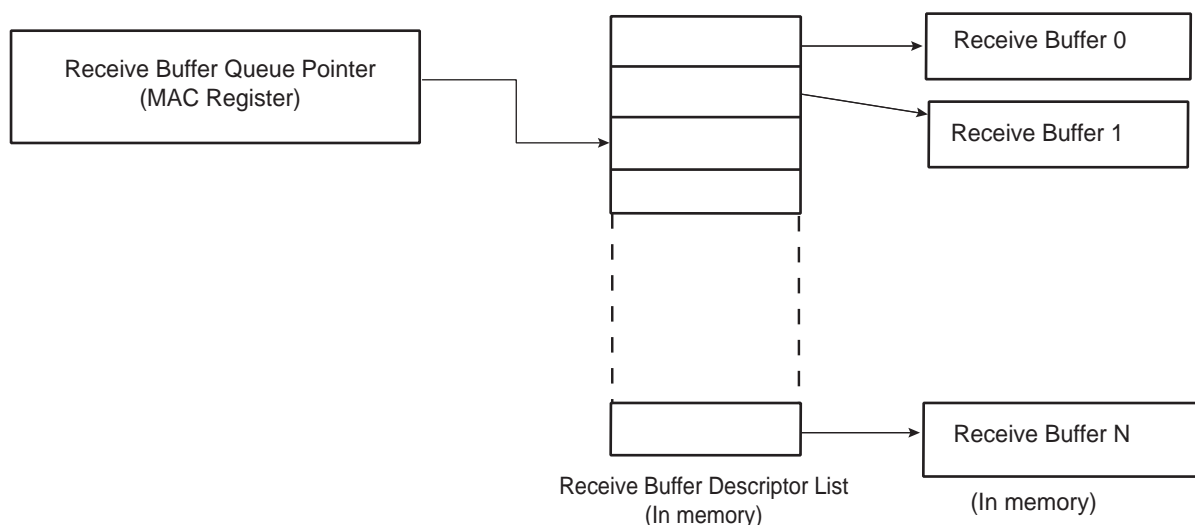 Receive Buffer Queue Pointer
(MAC Register)
Receive Buffer 0
Receive Buffer 1
Receive Buffer N
Receive Buffer Descriptor List
(In memory)
(In memory)